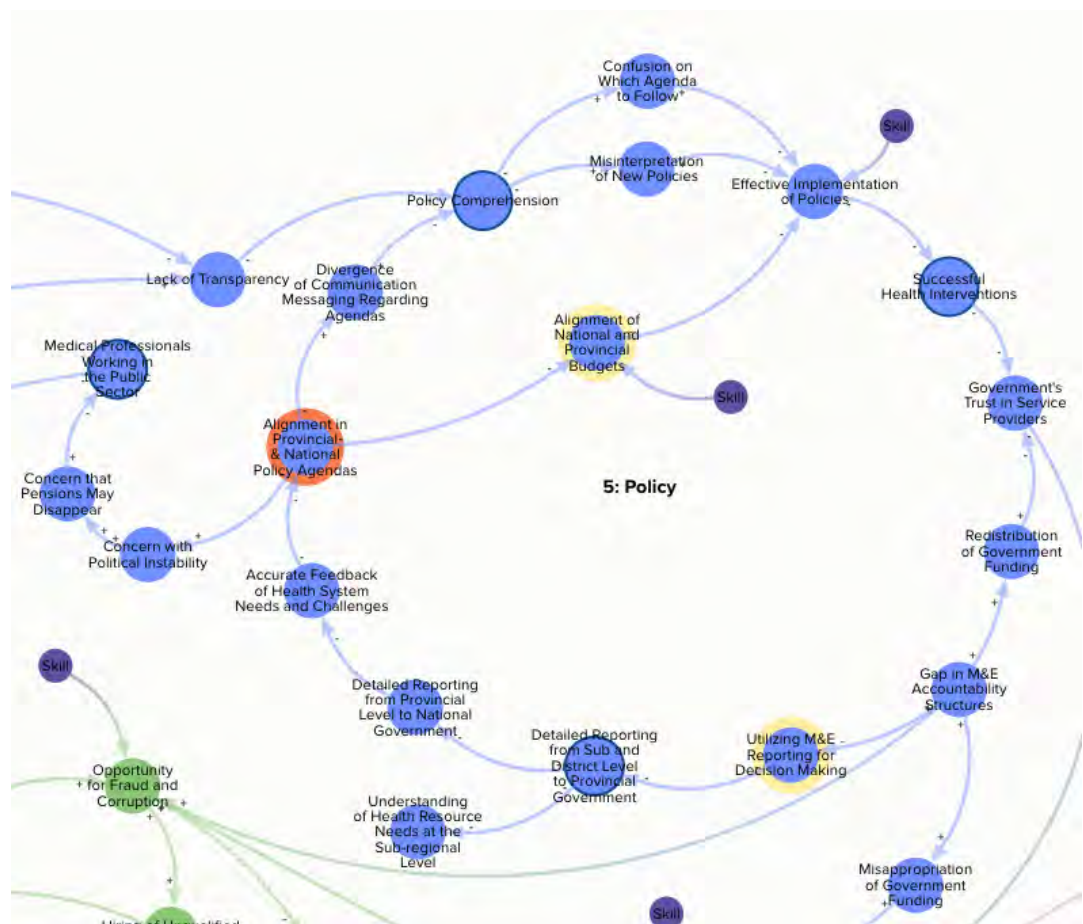 Confusion on
Which Agenda
to Follow
Skill
Misinterpretation
of New Policies
Effective Implementation
of Policies
Policy Comprehension
Lack of Transparency
Divergence
of Communication
Messaging Regarding
Agendas
Successful
Health Interventions
Alignment of
National and
Provincial
Budgets
Medical Professionals
Working in
the Public
Sector
Skill
Government's
Trust in Service
Providers
Alignment in
Provincial-
& National
Policy Agendas
5: Policy
Concern that
Pensions May
Disappear
Concern with
Political Instability
Redistribution
of Government
Funding
Accurate Feedback
of Health System
Needs and Challenges
Skill
Gap in M&E
Accountability
Structures
Detailed Reporting
from Provincial
Level to National
Government
Detailed Reporting
from Sub and
District Level
to Provincial
Government
Utilizing M&E
Reporting for
Decision Making
Opportunity
for Fraud and
Corruption
Understanding
of Health Resource
Needs at the
Sub-regional
Level
Misappropriation
of Government
Funding
Skill